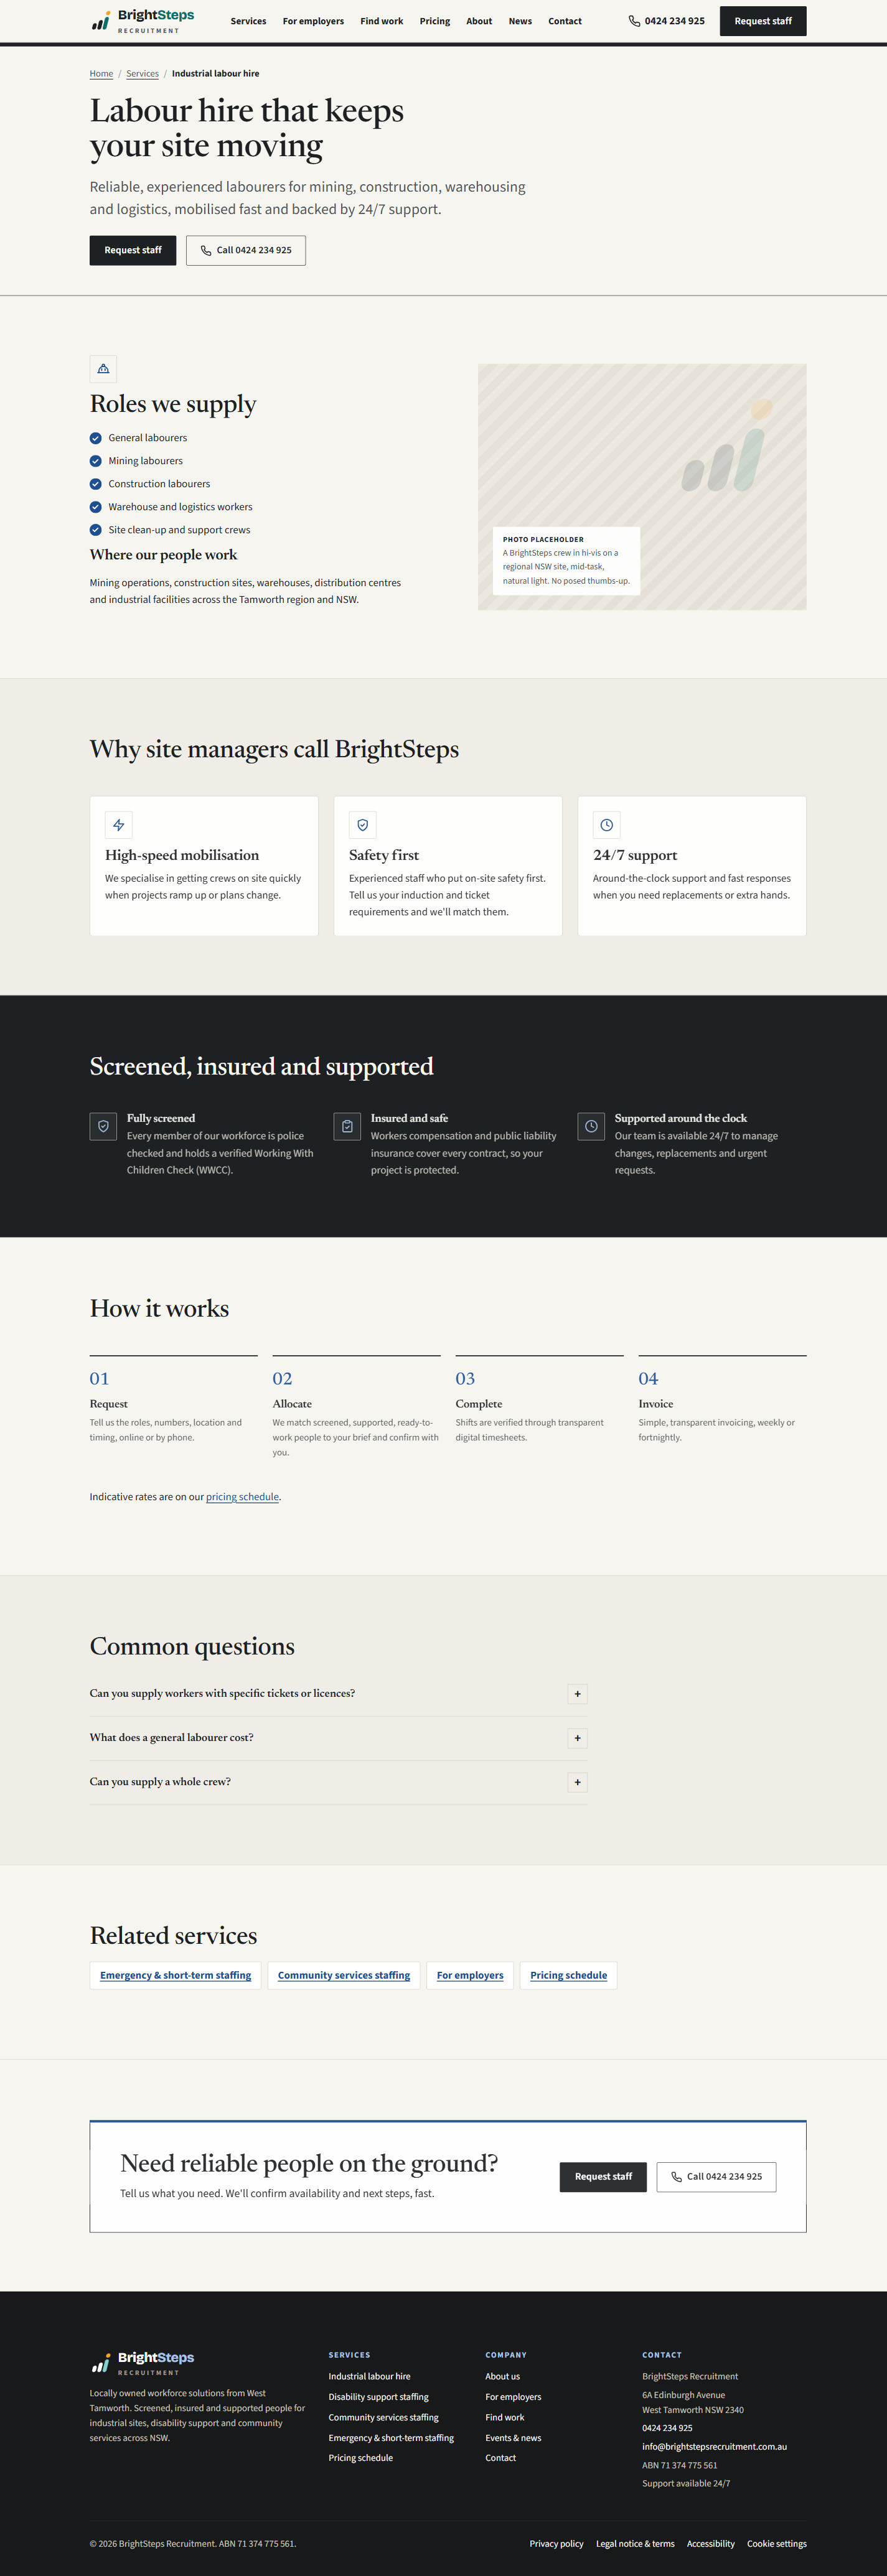 BrightSteps
RECRUITMENT
Services
For employers
Find work
Pricing
About
News
Contact
0424 234 925
Request staff
Home / Services / Industrial labour hire
Labour hire that keeps
your site moving
Reliable, experienced labourers for mining, construction, warehousing
and logistics, mobilised fast and backed by 24/7 support.
Request staff
Call 0424 234 925
Roles we supply
General labourers
Mining labourers
Construction labourers
Warehouse and logistics workers
Site clean-up and support crews
Where our people work
Mining operations, construction sites, warehouses, distribution centres
and industrial facilities across the Tamworth region and NSW.
PHOTO PLACEHOLDER
A BrightSteps crew in hi-vis on a
regional NSW site, mid-task,
natural light. No posed thumbs-up.
Why site managers call BrightSteps
High-speed mobilisation
We specialise in getting crews on site quickly
when projects ramp up or plans change.
Safety first
Experienced staff who put on-site safety first.
Tell us your induction and ticket
requirements and we'll match them.
24/7 support
Around-the-clock support and fast responses
when you need replacements or extra hands.
Screened, insured and supported
Fully screened
Every member of our workforce is police
checked and holds a verified Working With
Children Check (WWCC).
Insured and safe
Workers compensation and public liability
insurance cover every contract, so your
project is protected.
Supported around the clock
Our team is available 24/7 to manage
changes, replacements and urgent
requests.
How it works
01
Request
Tell us the roles, numbers, location and
timing, online or by phone.
02
Allocate
We match screened, supported, ready-to-
work people to your brief and confirm with
you.
03
Complete
Shifts are verified through transparent
digital timesheets.
04
Invoice
Simple, transparent invoicing, weekly or
fortnightly.
Indicative rates are on our pricing schedule.
Common questions
Can you supply workers with specific tickets or licences?
+
What does a general labourer cost?
+
Can you supply a whole crew?
+
Related services
Emergency & short-term staffing
Community services staffing
For employers
Pricing schedule
Need reliable people on the ground?
Tell us what you need. We'll confirm availability and next steps, fast.
Request staff
Call 0424 234 925
BrightSteps
RECRUITMENT
Locally owned workforce solutions from West
Tamworth. Screened, insured and supported people for
industrial sites, disability support and community
services across NSW.
SERVICES
Industrial labour hire
Disability support staffing
Community services staffing
Emergency & short-term staffing
Pricing schedule
COMPANY
About us
For employers
Find work
Events & news
Contact
CONTACT
BrightSteps Recruitment
6A Edinburgh Avenue
West Tamworth NSW 2340
0424 234 925
info@brightstepsrecruitment.com.au
ABN 71 374 775 561
Support available 24/7
© 2026 BrightSteps Recruitment. ABN 71 374 775 561.
Privacy policy
Legal notice & terms
Accessibility
Cookie settings